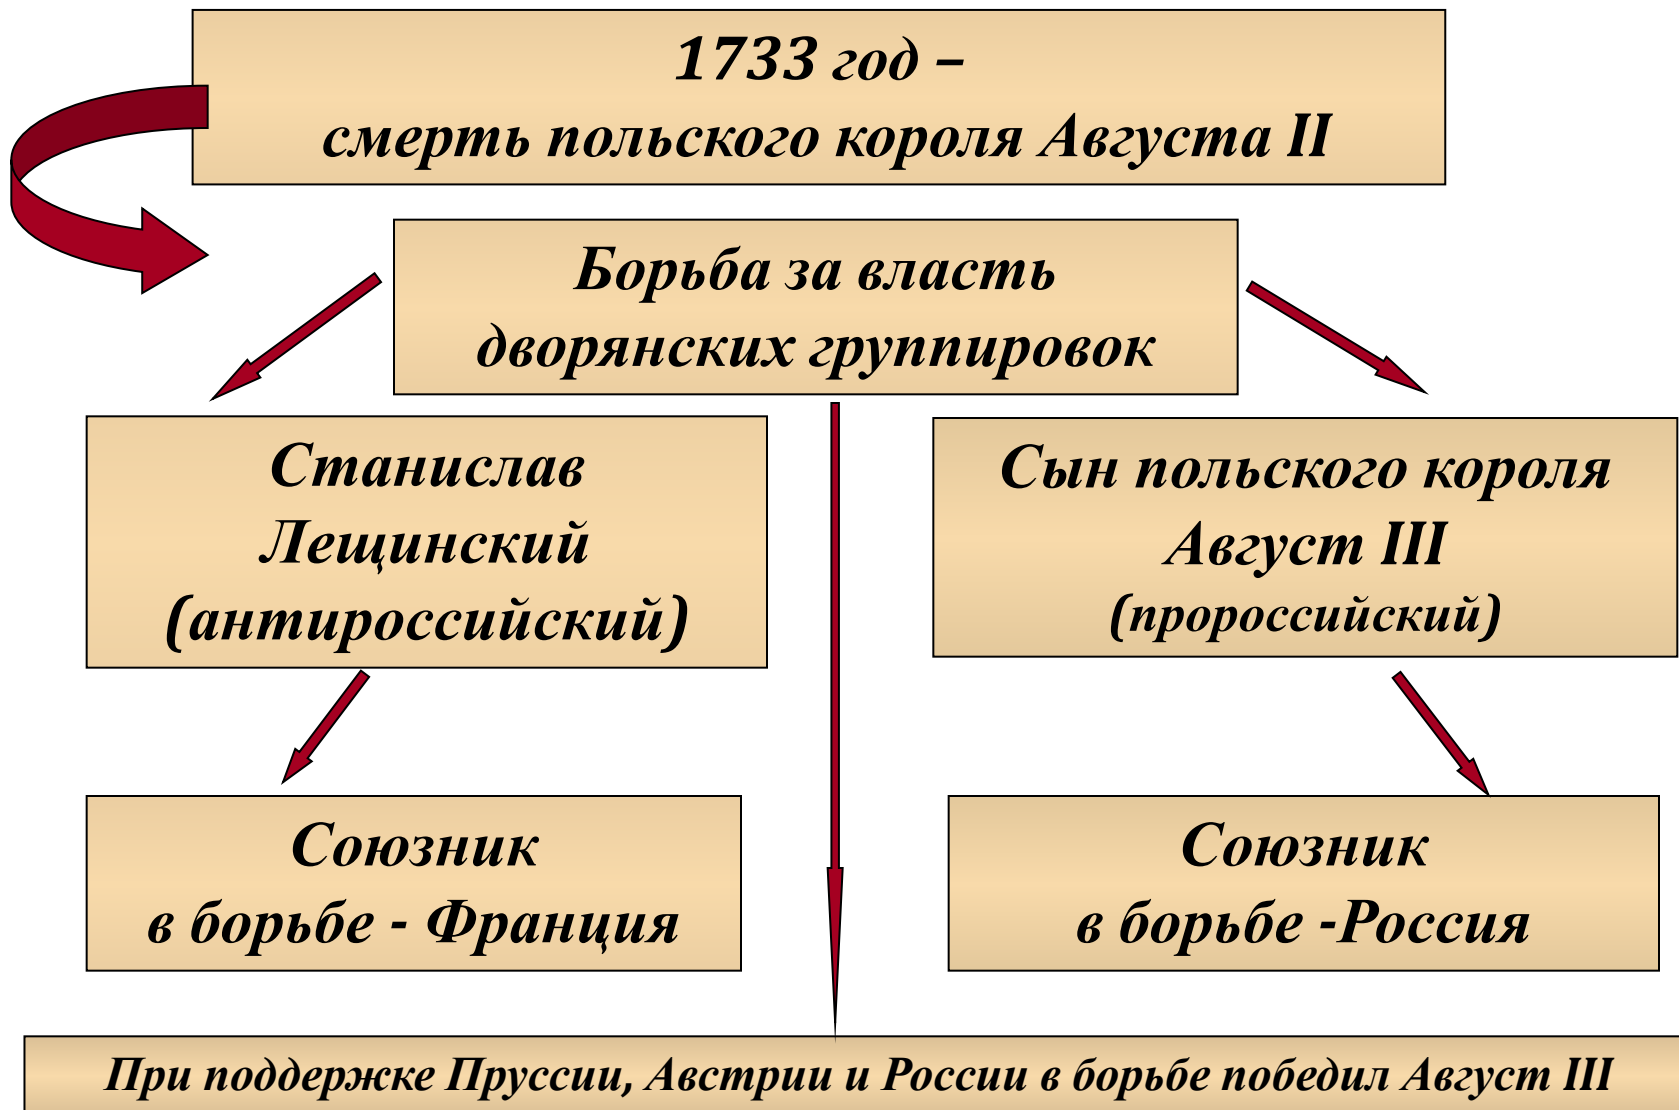 1733 год –
смерть польского короля Августа II
Борьба за власть
дворянских группировок
Станислав
Лещинский
(антироссийский)
Сын польского короля
Август III
(пророссийский)
Союзник
в борьбе - Франция
Союзник
в борьбе -Россия
При поддержке Пруссии, Австрии и России в борьбе победил Август III